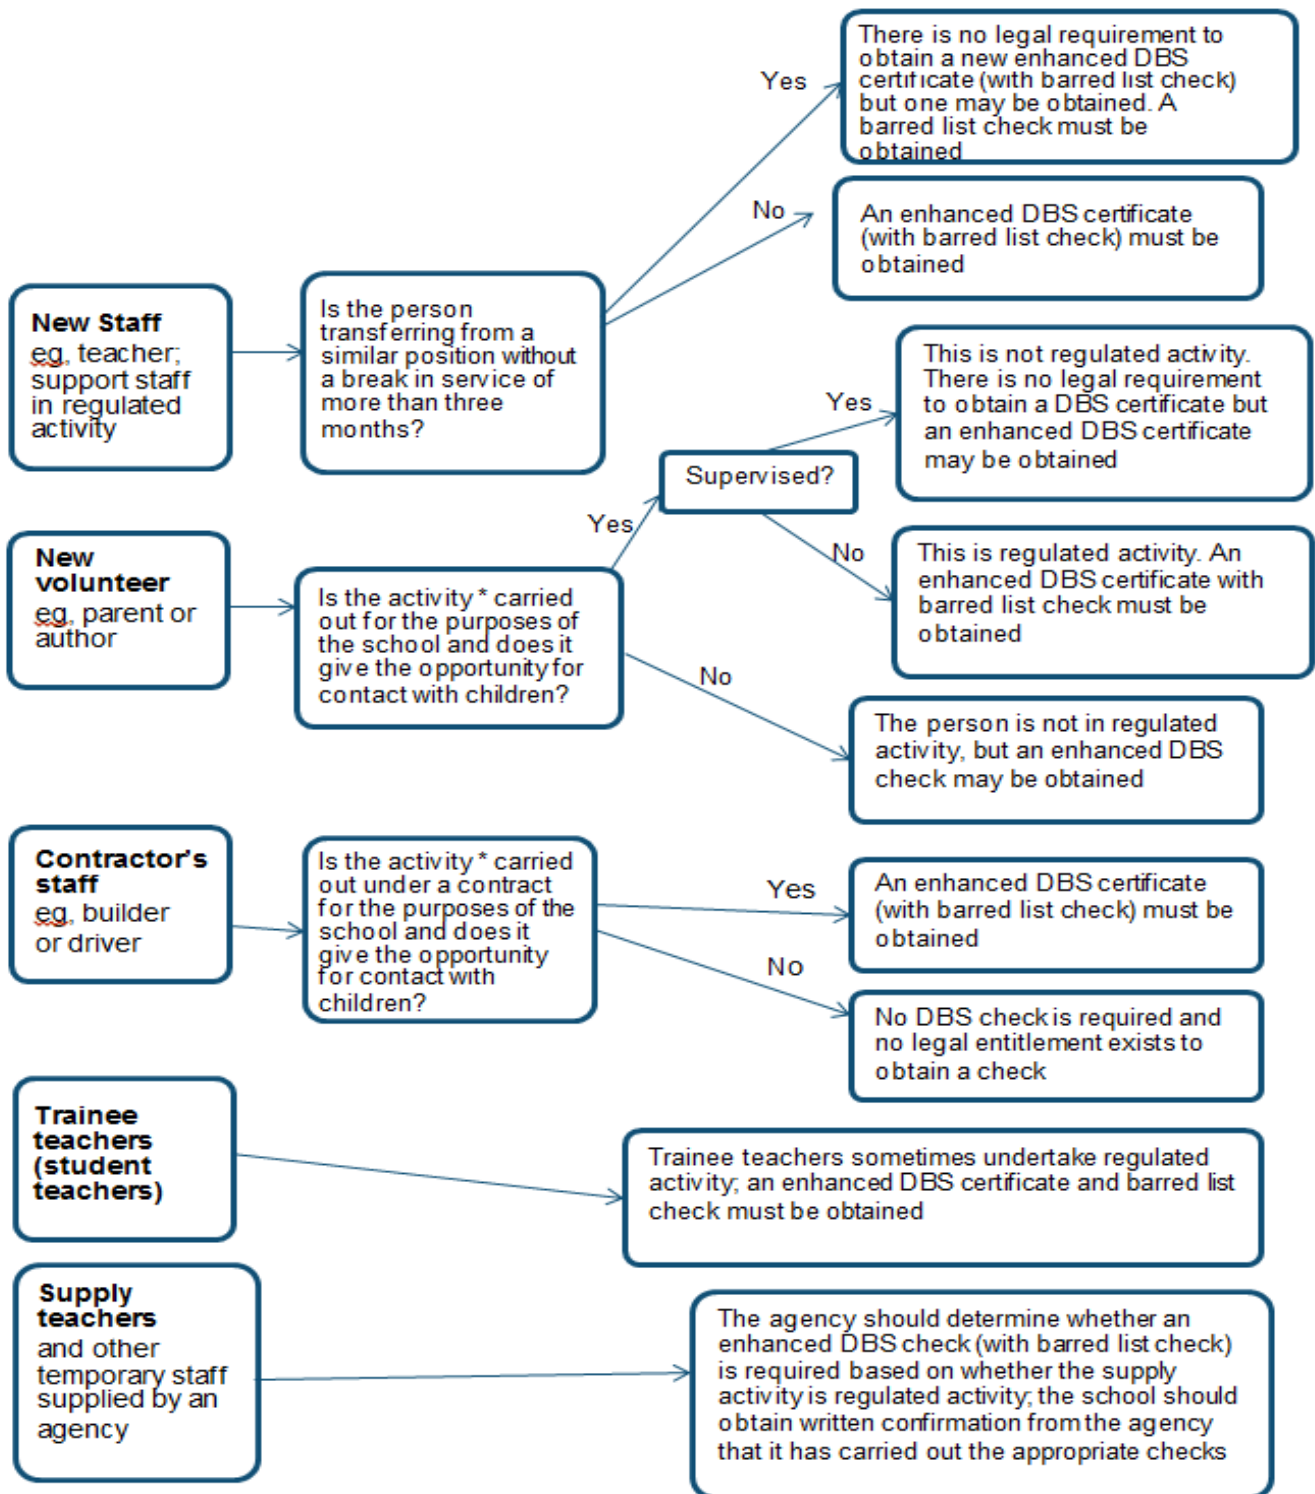 New Staff
eg, teacher;
support staff
in regulated
activity
Is the person
transferring from a
similar position without
a break in service of
more than three
months?
Yes
There is no legal requirement to
obtain a new enhanced DBS
certificate (with barred list check)
but one may be obtained. A
barred list check must be
obtained
No
An enhanced DBS certificate
(with barred list check) must be
obtained
New
volunteer
eg, parent or
author
Is the activity * carried
out for the purposes of
the school and does it
give the opportunity for
contact with children?
Yes
Supervised?
Yes
This is not regulated activity.
There is no legal requirement
to obtain a DBS certificate but
an enhanced DBS certificate
may be obtained
No
This is regulated activity. An
enhanced DBS certificate with
barred list check must be
obtained
No
The person is not in regulated
activity, but an enhanced DBS
check may be obtained
Contractor's
staff
eg, builder
or driver
Is the activity * carried
out under a contract
for the purposes of the
school and does it
give the opportunity
for contact with
children?
Yes
An enhanced DBS certificate
(with barred list check) must be
obtained
No
No DBS check is required and
no legal entitlement exists to
obtain a check
Trainee
teachers
(student
teachers)
Trainee teachers sometimes undertake regulated
activity; an enhanced DBS certificate and barred list
check must be obtained
Supply
teachers
and other
temporary staff
supplied by an
agency
The agency should determine whether an
enhanced DBS check (with barred list check)
is required based on whether the supply
activity is regulated activity; the school should
obtain written confirmation from the agency
that it has carried out the appropriate checks